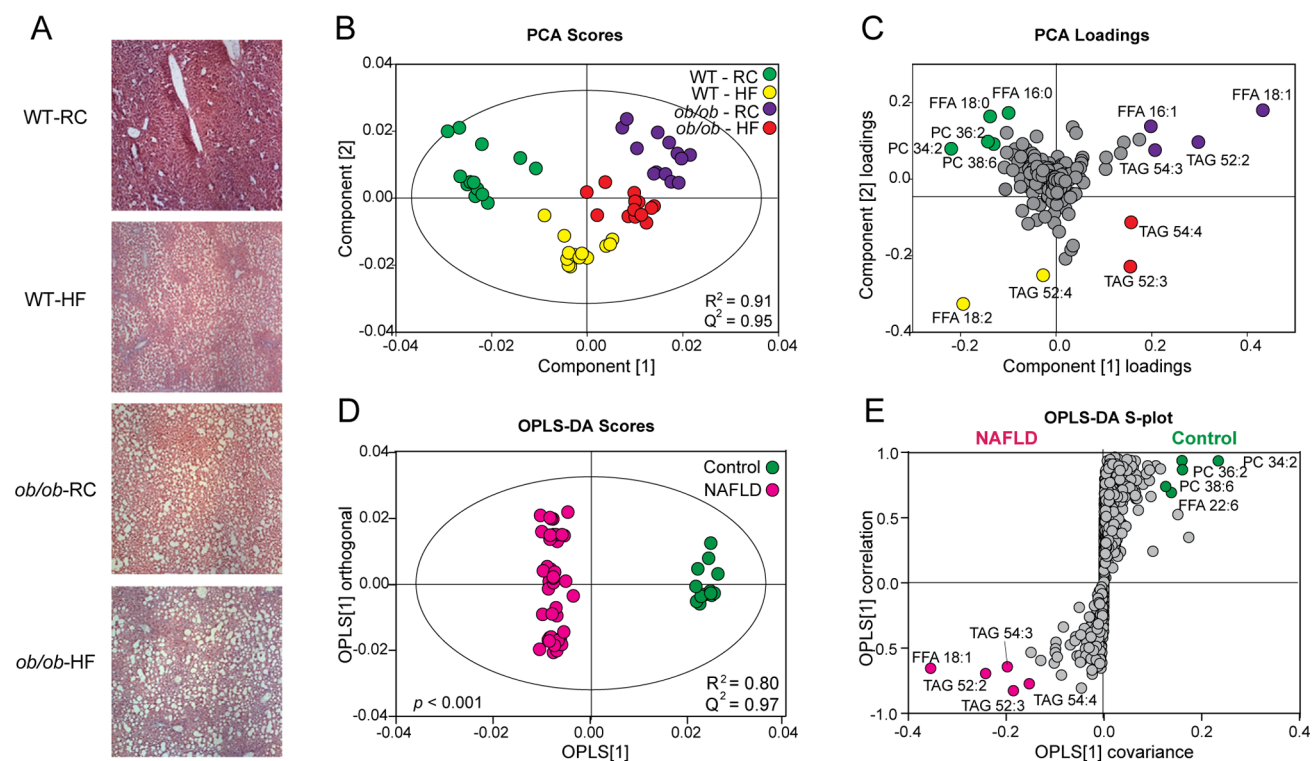 A
WT-RC
WT-HF
ob/ob-RC
ob/ob-HF
B
PCA Scores
0.04
0.02
0.00
-0.02
-0.04
Component [2]
WT - RC
WT - HF
ob/ob - RC
ob/ob - HF
R2 = 0.91
Q2 = 0.95
-0.04
-0.02
0.00
0.02
0.04
Component [1]
C
PCA Loadings
0.2
0.0
-0.2
-0.4
Component [2] loadings
FFA 18:0
FFA 16:0
FFA 16:1
FFA 18:1
PC 36:2
PC 34:2
PC 38:6
TAG 54:3
TAG 52:2
TAG 54:4
TAG 52:3
TAG 52:4
FFA 18:2
-0.2
0.0
0.2
0.4
Component [1] loadings
D
OPLS-DA Scores
0.04
0.02
0.00
-0.02
-0.04
OPLS[1] orthogonal
Control
NAFLD
p < 0.001
R2 = 0.80
Q2 = 0.97
-0.04
-0.02
0.00
0.02
0.04
OPLS[1]
E
OPLS-DA S-plot
NAFLD
Control
1.0
0.5
0.0
-0.5
-1.0
OPLS[1] correlation
PC 34:2
PC 36:2
PC 38:6
FFA 22:6
TAG 54:3
FFA 18:1
TAG 52:2
TAG 52:3
TAG 54:4
-0.4
-0.2
0.0
0.2
0.4
OPLS[1] covariance